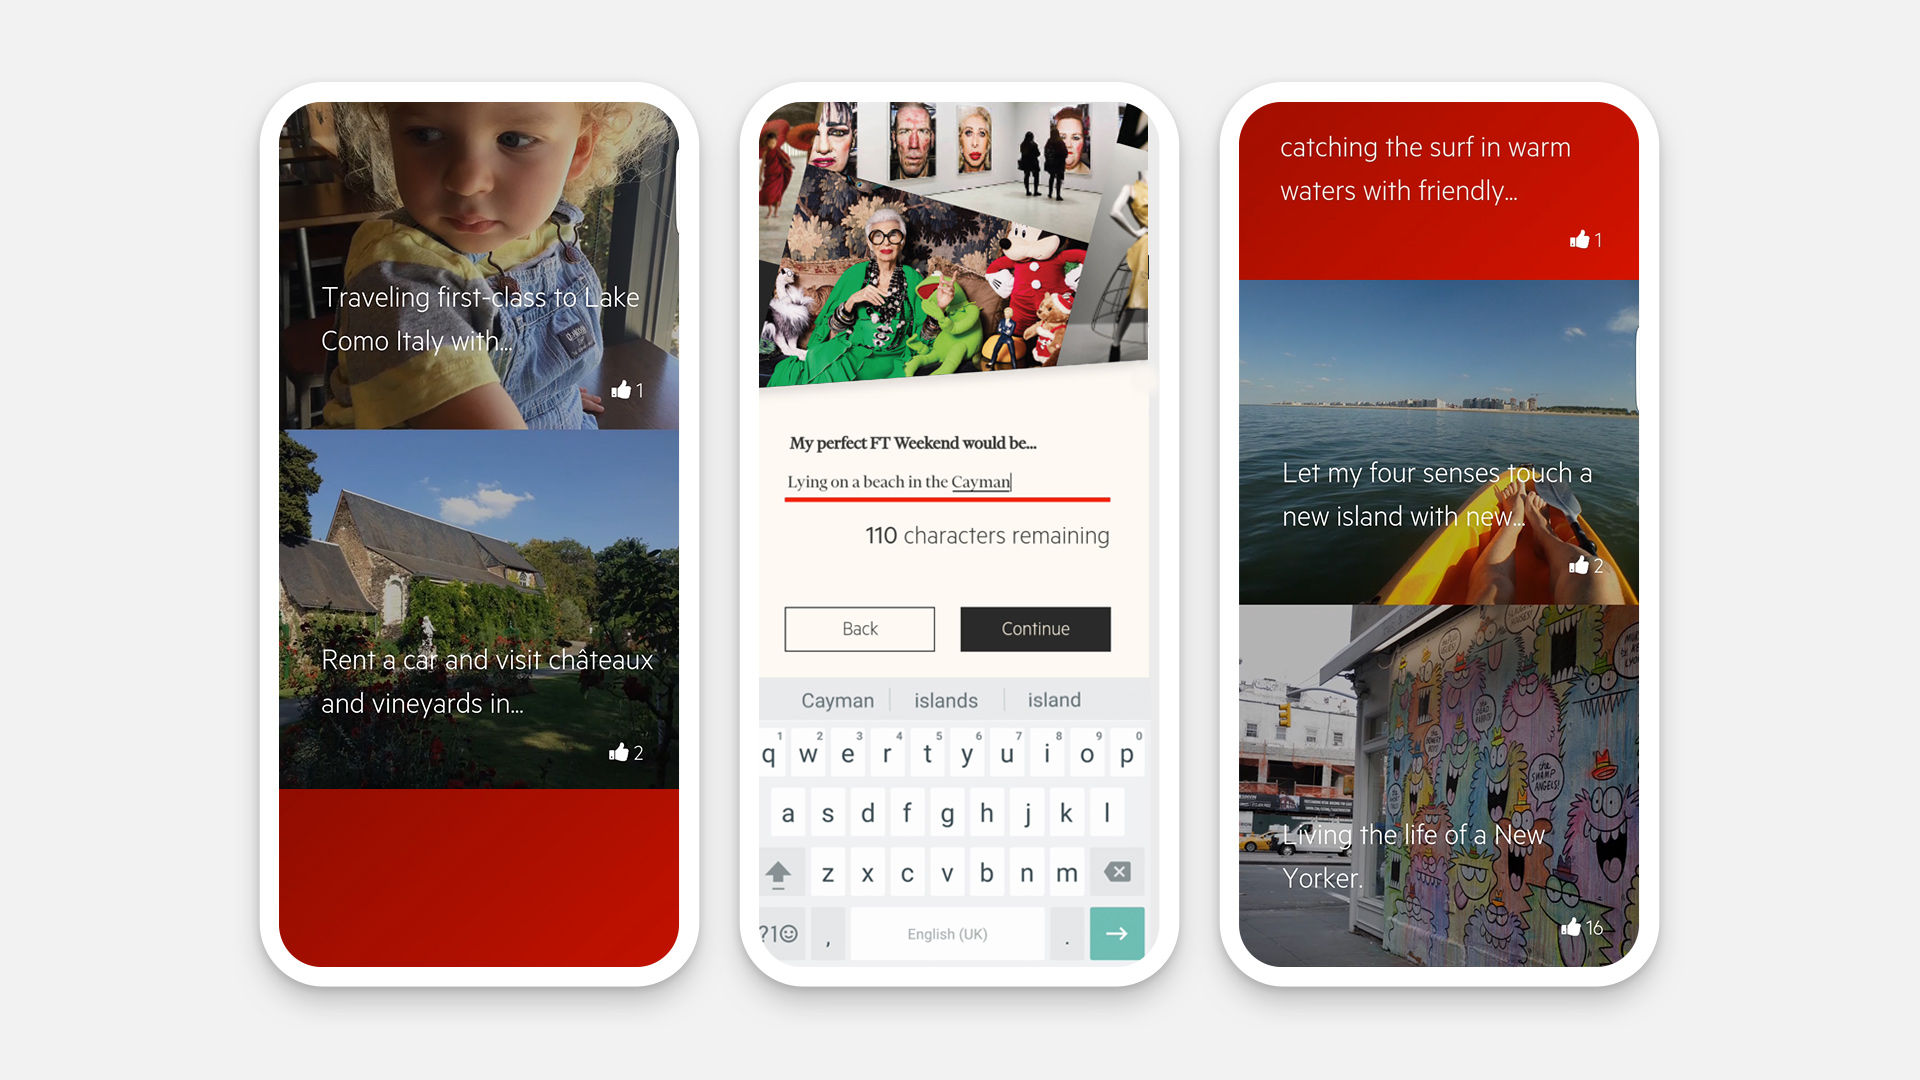 Traveling first-class to Lake
Como Italy with...
1
Rent a car and visit châteaux
and vineyards in...
2
My perfect FT Weekend would be...
Lying on a beach in the Cayman
110 characters remaining
Back
Continue
Cayman
islands
island
1 2 3 4 5 6 7 8 9 0
q w e r t y u i o p
a s d f g h j k l
z x c v b n m
?1
,
English (UK)
.
catching the surf in warm
waters with friendly...
1
Let my four senses touch a
new island with new...
2
the
SWAMP
ANGELS!
Living the life of a New
Yorker.
16